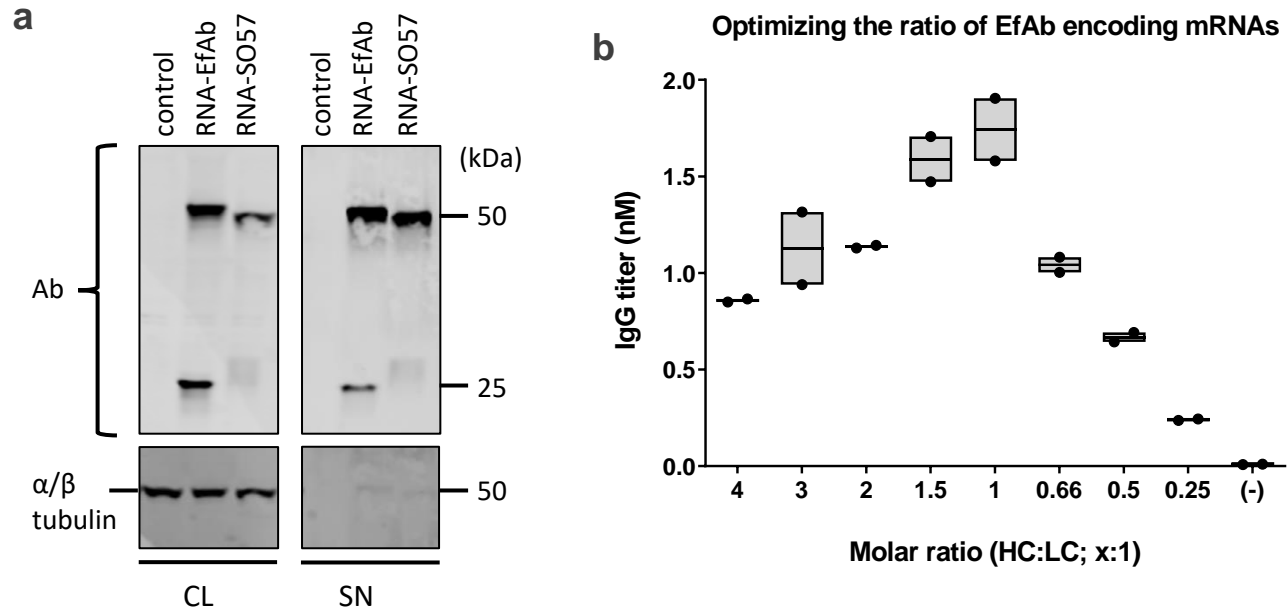 a
control
RNA-EfAb
RNA-SO57
control
RNA-EfAb
RNA-SO57
(kDa)
Ab
50
25
α/β
tubulin
50
CL
SN
b
Optimizing the ratio of EfAb encoding mRNAs
IgG titer (nM)
2.0
1.5
1.0
0.5
0.0
4 3 2 1.5 1 0.66 0.5 0.25 (-)
Molar ratio (HC:LC; x:1)